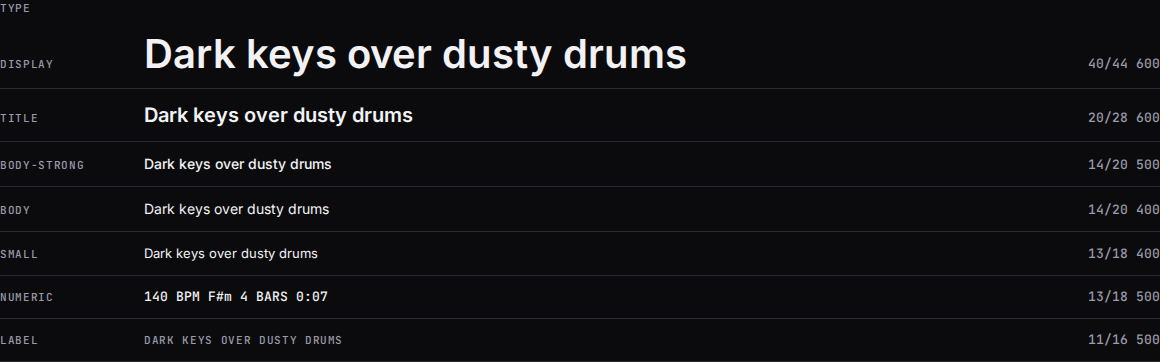 TYPE
DISPLAY Dark keys over dusty drums 40/44 600
TITLE Dark keys over dusty drums 20/28 600
BODY-STRONG Dark keys over dusty drums 14/20 500
BODY Dark keys over dusty drums 14/20 400
SMALL Dark keys over dusty drums 13/18 400
NUMERIC 140 BPM F#m 4 BARS 0:07 13/18 500
LABEL DARK KEYS OVER DUSTY DRUMS 11/16 500